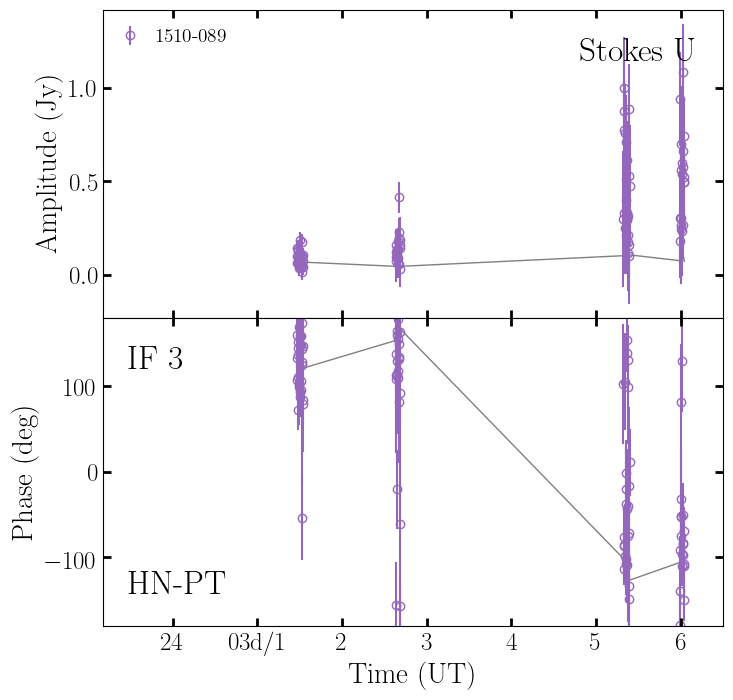 1510-089
Stokes U
Amplitude (Jy)
1.0
0.5
0.0
IF 3
HN-PT
Phase (deg)
100
0
−100
24 03d/1 2 3 4 5 6
Time (UT)